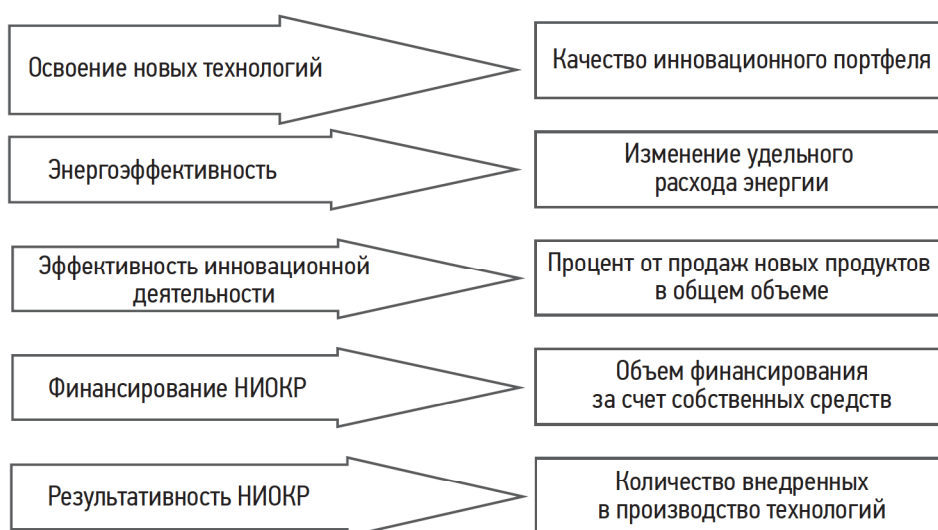 Освоение новых технологий
Качество инновационного портфеля
Энергоэффективность
Изменение удельного
расхода энергии
Эффективность инновационной
деятельности
Процент от продаж новых продуктов
в общем объеме
Финансирование НИОКР
Объем финансирования
за счет собственных средств
Результативность НИОКР
Количество внедренных
в производство технологий